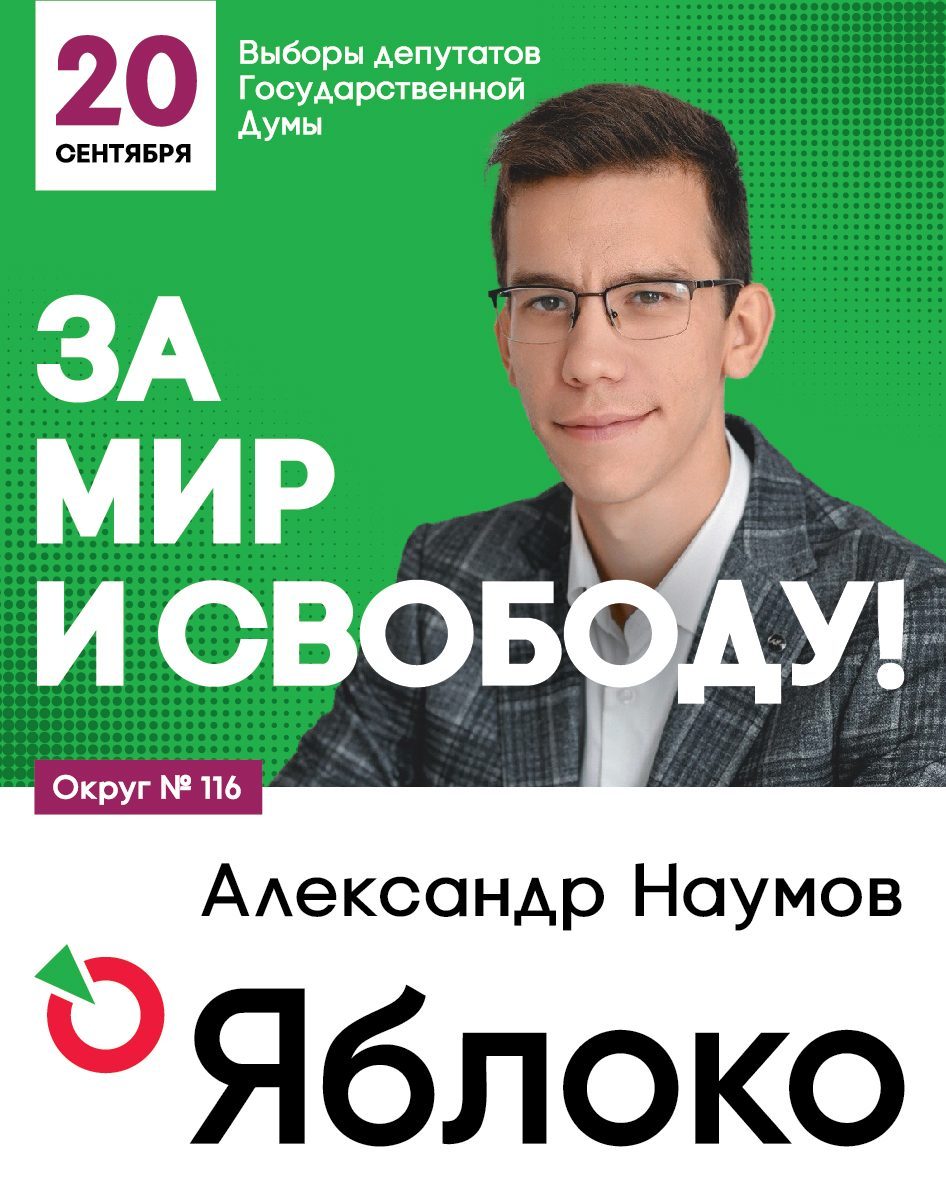 20
СЕНТЯБРЯ
Выборы депутатов
Государственной
Думы
ЗА
МИР
И СВОБОДУ!
Округ № 116
Александр Наумов
Яблоко